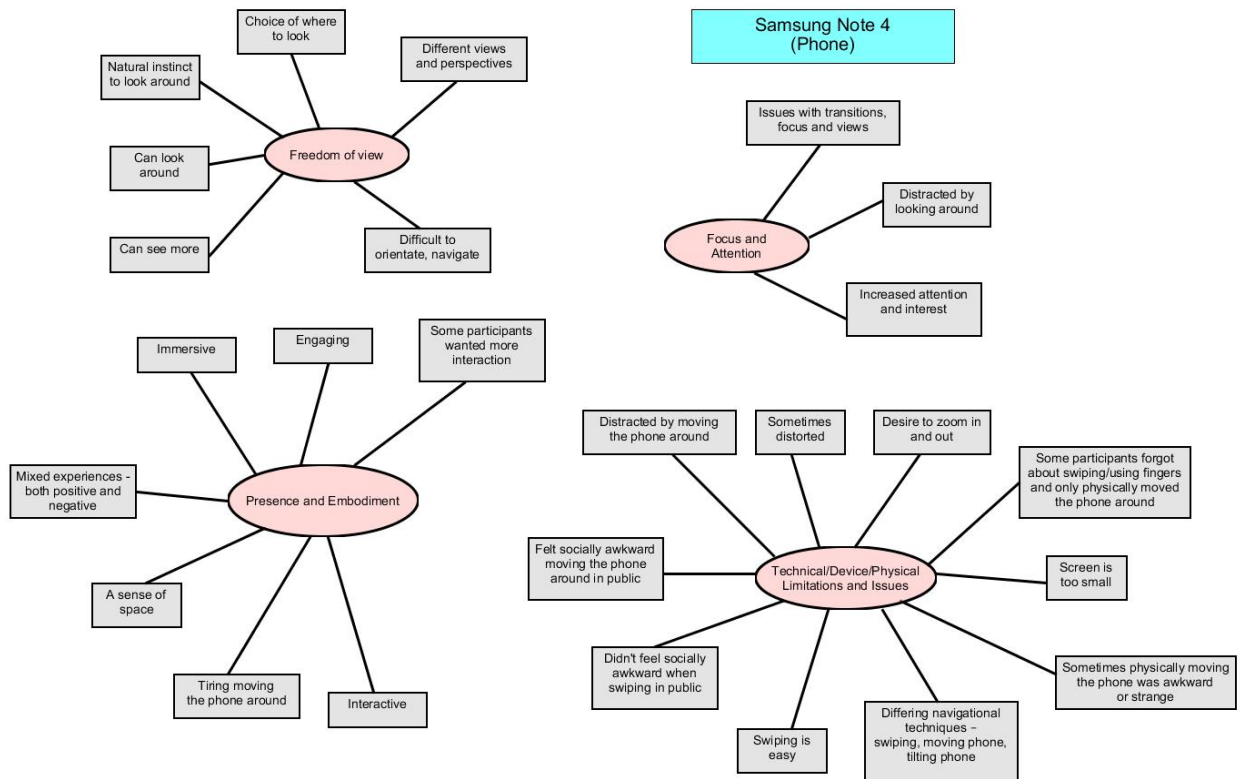 Samsung Note 4
(Phone)
Choice of where
to look
Different views
and perspectives
Natural instinct
to look around
Freedom of view
Can look
around
Can see more
Difficult to
orientate, navigate
Issues with transitions,
focus and views
Distracted by
looking around
Focus and
Attention
Increased attention
and interest
Immersive
Engaging
Some participants
wanted more
interaction
Mixed experiences -
both positive and
negative
Presence and Embodiment
A sense of
space
Tiring moving
the phone around
Interactive
Distracted by moving
the phone around
Sometimes
distorted
Desire to zoom in
and out
Some participants forgot
about swiping/using fingers
and only physically moved
the phone around
Felt socially awkward
moving the phone
around in public
Technical/Device/Physical
Limitations and Issues
Screen is
too small
Didn't feel socially
awkward when
swiping in public
Sometimes physically moving
the phone was awkward
or strange
Swiping is
easy
Differing navigational
techniques –
swiping, moving phone,
tilting phone